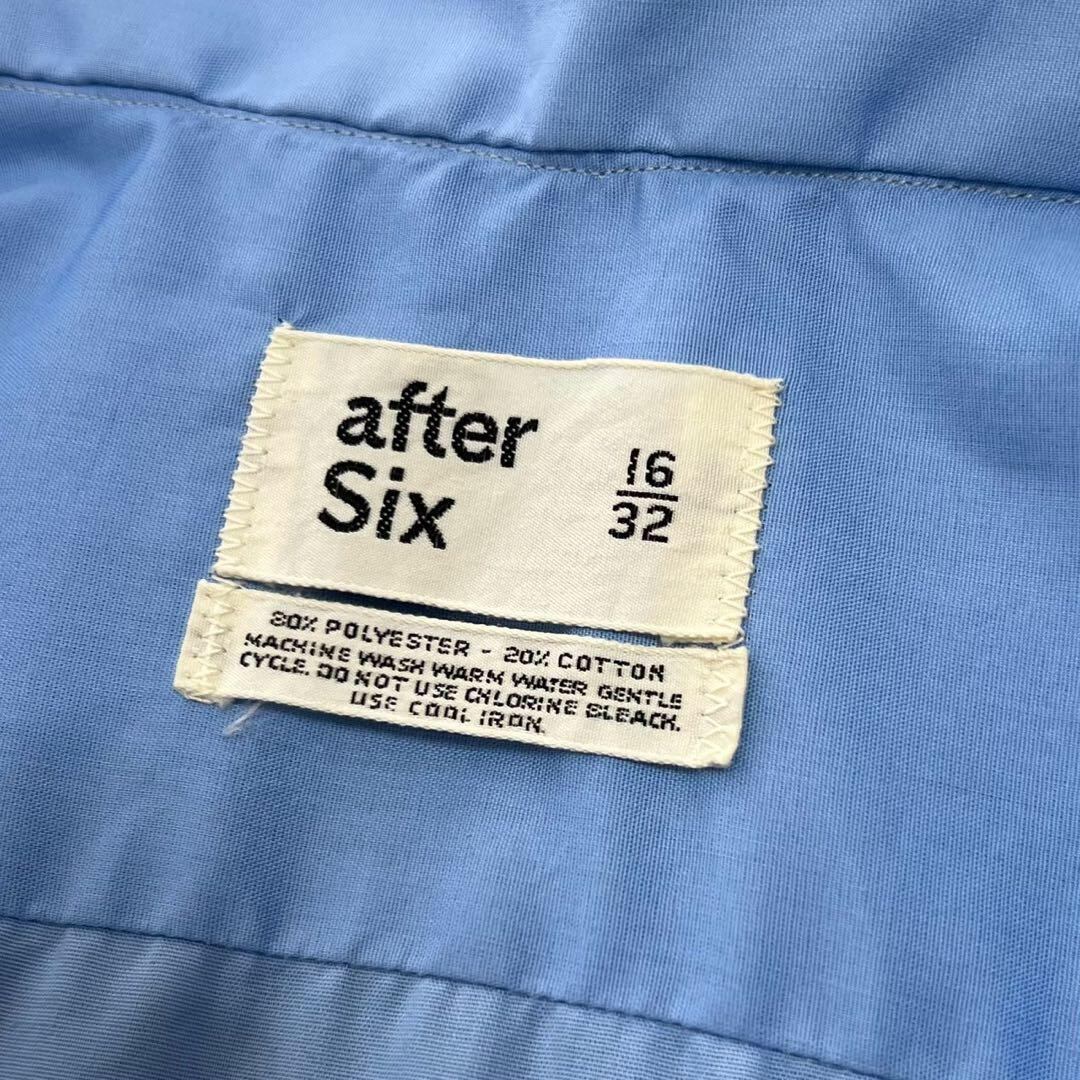 after
Six
16
32
80% POLYESTER - 20% COTTON
MACHINE WASH WARM WATER GENTLE
CYCLE. DO NOT USE CHLORINE BLEACH.
USE COOL IRON.